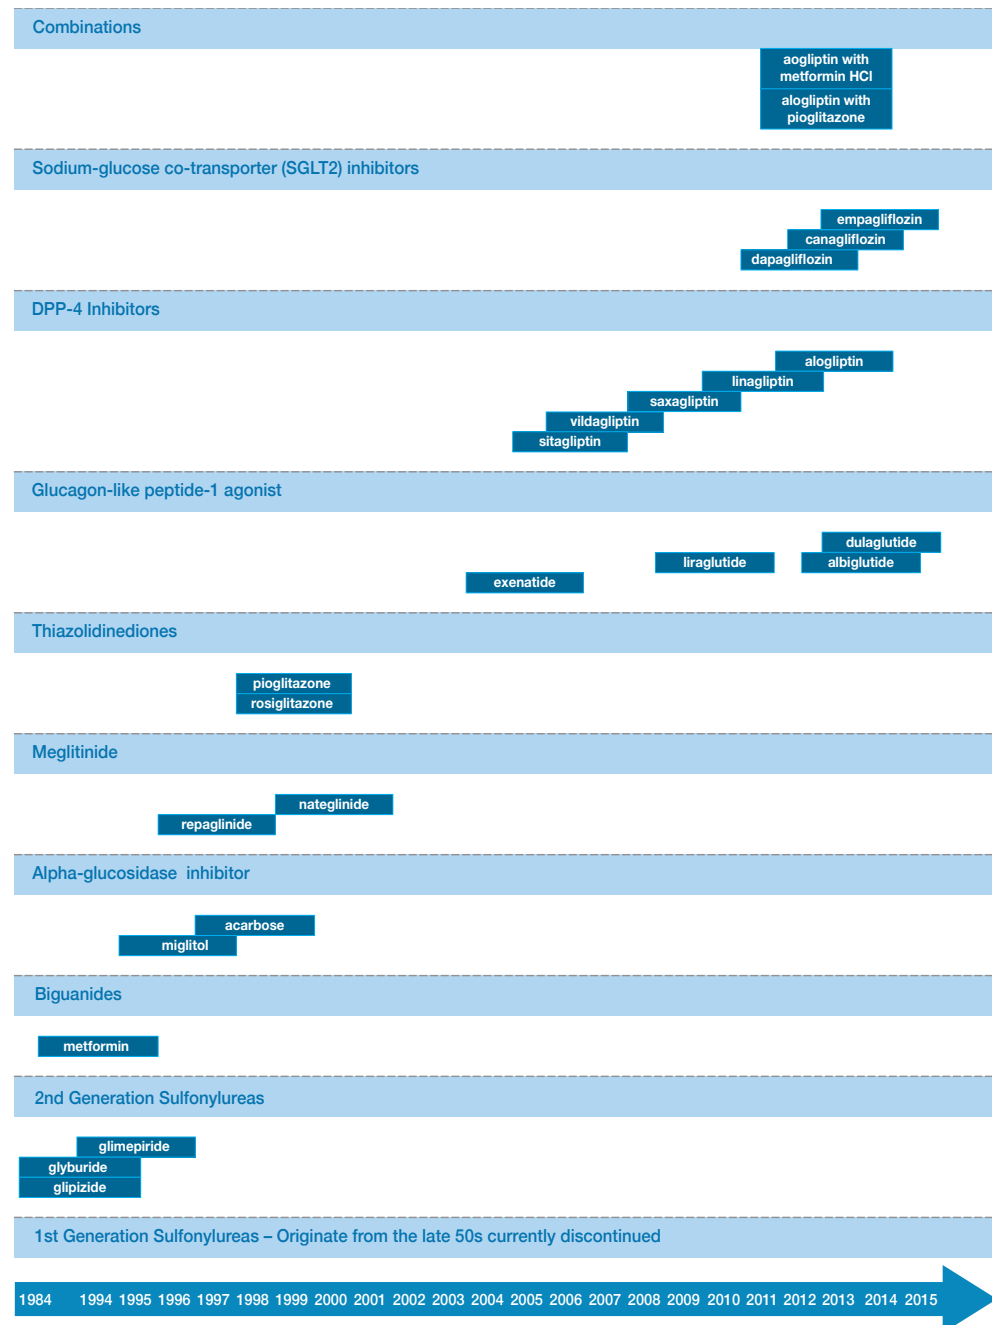 Combinations
aogliptin with
metformin HCl
alogliptin with
pioglitazone
Sodium-glucose co-transporter (SGLT2) inhibitors
empagliflozin
canagliflozin
dapagliflozin
DPP-4 Inhibitors
alogliptin
linagliptin
saxagliptin
vildagliptin
sitagliptin
Glucagon-like peptide-1 agonist
dulaglutide
liraglutide albiglutide
exenatide
Thiazolidinediones
pioglitazone
rosiglitazone
Meglitinide
nateglinide
repaglinide
Alpha-glucosidase inhibitor
acarbose
miglitol
Biguanides
metformin
2nd Generation Sulfonylureas
glimepiride
glyburide
glipizide
1st Generation Sulfonylureas – Originate from the late 50s currently discontinued
1984 1994 1995 1996 1997 1998 1999 2000 2001 2002 2003 2004 2005 2006 2007 2008 2009 2010 2011 2012 2013 2014 2015